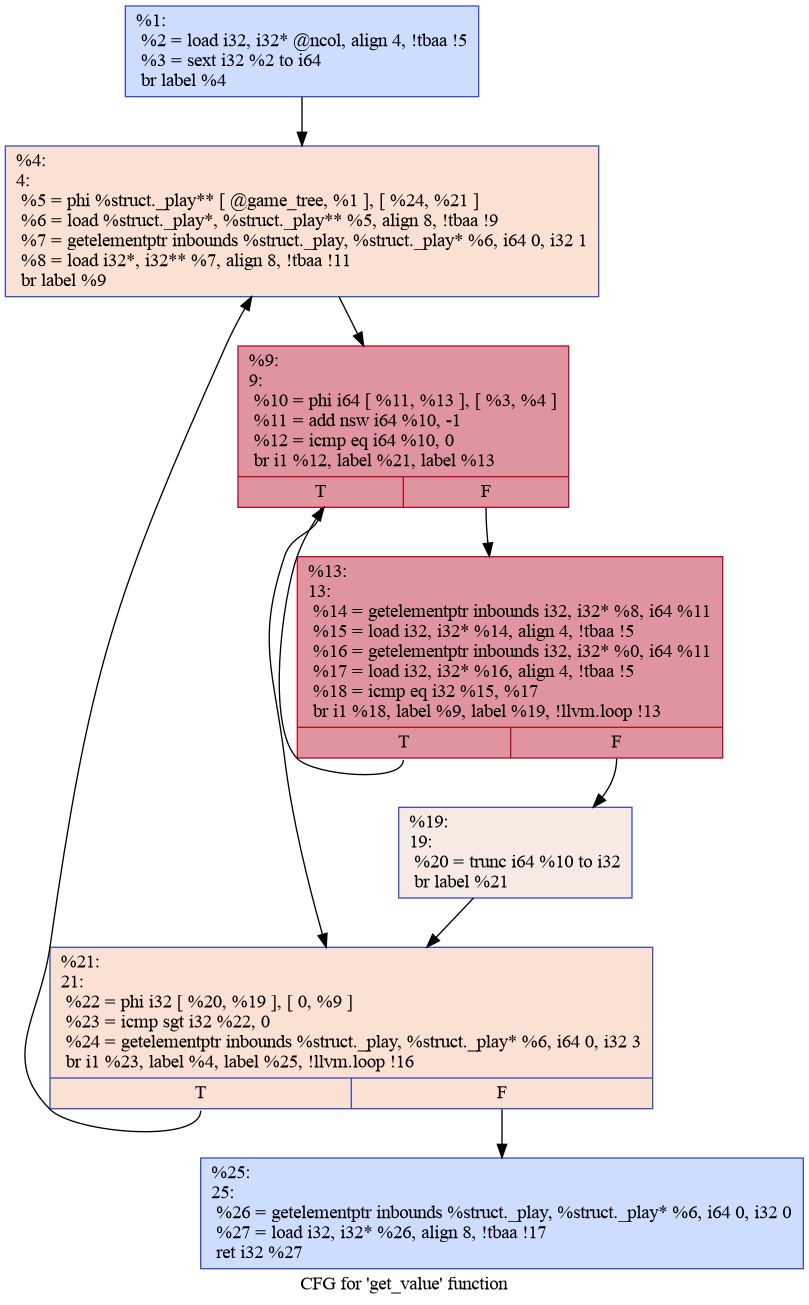 %1:
%2 = load i32, i32* @ncol, align 4, !tbaa !5
%3 = sext i32 %2 to i64
br label %4
%4:
4:
%5 = phi %struct._play** [ @game_tree, %1 ], [ %24, %21 ]
%6 = load %struct._play*, %struct._play** %5, align 8, !tbaa !9
%7 = getelementptr inbounds %struct._play, %struct._play* %6, i64 0, i32 1
%8 = load i32*, i32** %7, align 8, !tbaa !11
br label %9
%9:
9:
%10 = phi i64 [ %11, %13 ], [ %3, %4 ]
%11 = add nsw i64 %10, -1
%12 = icmp eq i64 %10, 0
br i1 %12, label %21, label %13
T F
%13:
13:
%14 = getelementptr inbounds i32, i32* %8, i64 %11
%15 = load i32, i32* %14, align 4, !tbaa !5
%16 = getelementptr inbounds i32, i32* %0, i64 %11
%17 = load i32, i32* %16, align 4, !tbaa !5
%18 = icmp eq i32 %15, %17
br i1 %18, label %9, label %19, !llvm.loop !13
T F
%19:
19:
%20 = trunc i64 %10 to i32
br label %21
%21:
21:
%22 = phi i32 [ %20, %19 ], [ 0, %9 ]
%23 = icmp sgt i32 %22, 0
%24 = getelementptr inbounds %struct._play, %struct._play* %6, i64 0, i32 3
br i1 %23, label %4, label %25, !llvm.loop !16
T F
%25:
25:
%26 = getelementptr inbounds %struct._play, %struct._play* %6, i64 0, i32 0
%27 = load i32, i32* %26, align 8, !tbaa !17
ret i32 %27
CFG for 'get_value' function